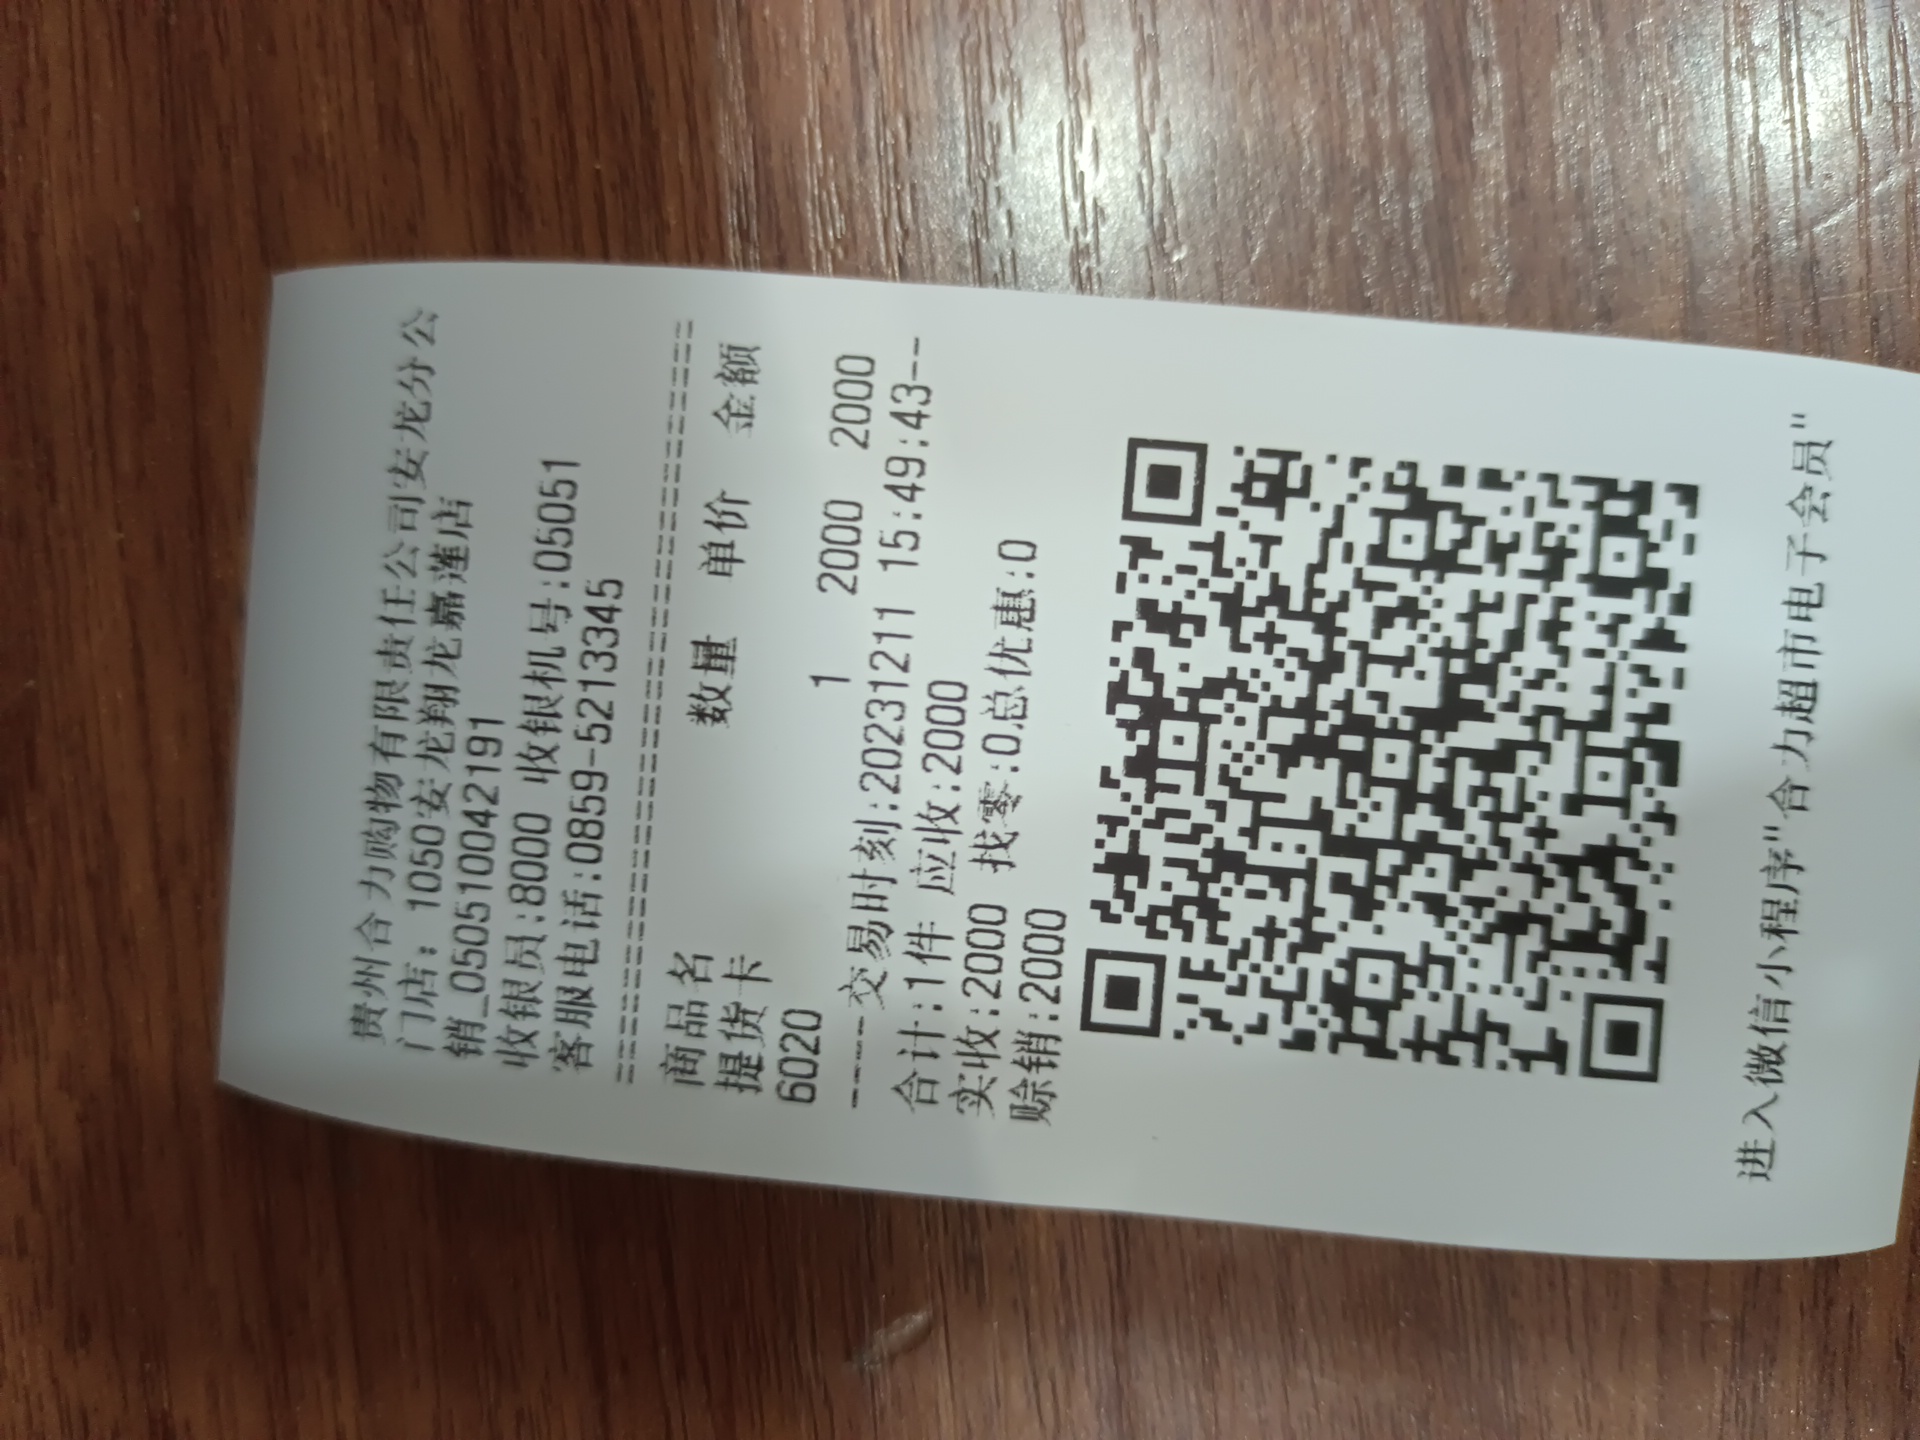 贵州合力购物有限责任公司安龙分公
门店：1050安龙翔龙嘉莲店
销_050510042191
收银员:8000 收银机号:05051
客服电话:0859-5213345
========================================
商品名 数量 单价 金额
提货卡
6020 1 2000 2000
----交易时刻:20231211 15:49:43--
合计:1件 应收:2000
实收:2000 找零:0总优惠:0
赊销:2000
进入微信小程序"合力超市电子会员"